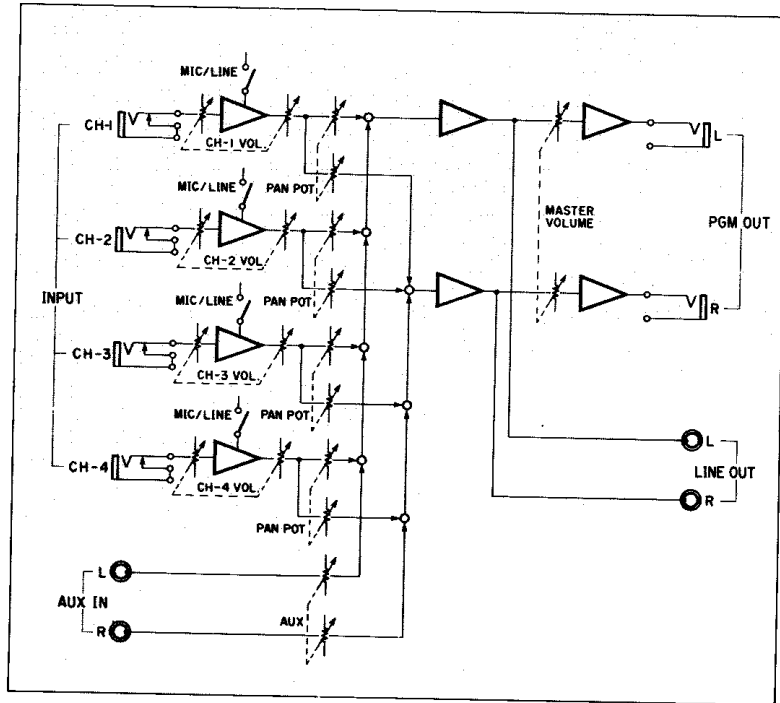 MIC/LINE
CH-1
CH-1 VOL.
PAN POT
MIC/LINE
CH-2
CH-2 VOL.
PAN POT
INPUT
MIC/LINE
CH-3
CH-3 VOL.
PAN POT
MIC/LINE
CH-4
CH-4 VOL.
PAN POT
L
AUX IN
R
AUX
MASTER
VOLUME
L
PGM OUT
R
L
LINE OUT
R